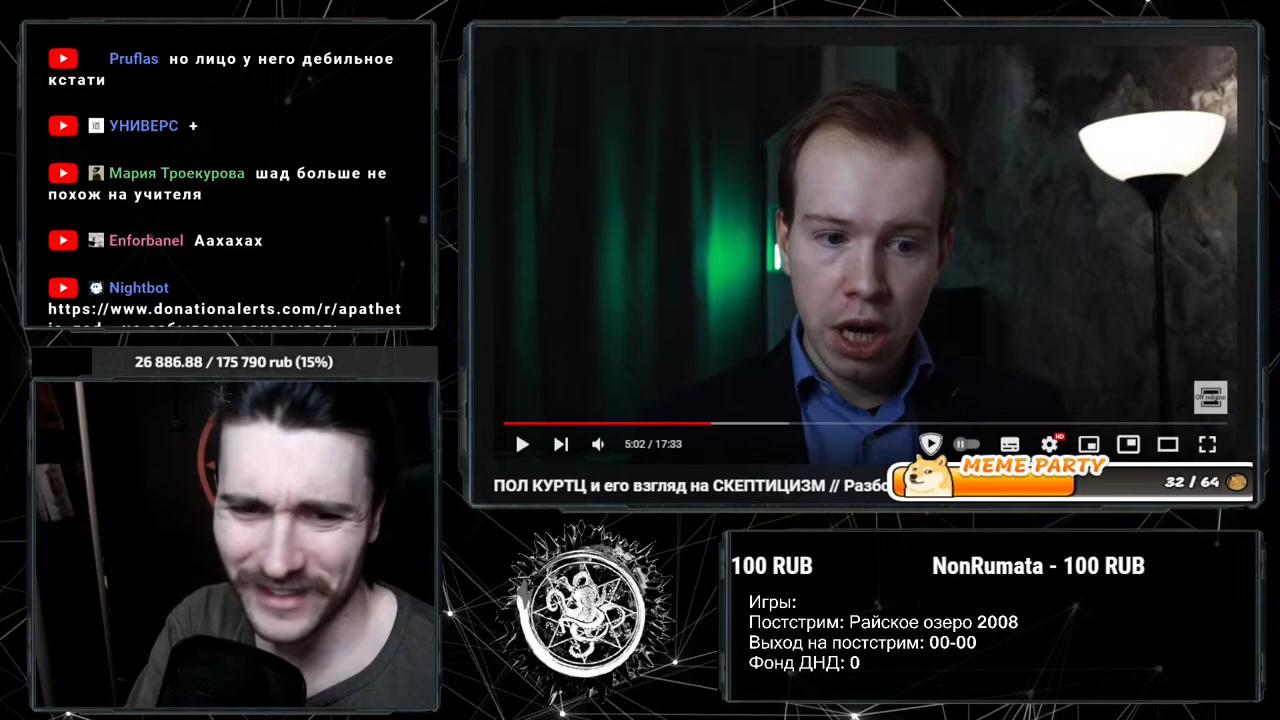 Pruflas но лицо у него дебильное
кстати
УНИВЕРС +
Мария Троекурова шад больше не
похож на учителя
Enforbanel Аахахах
Nightbot
https://www.donationalerts.com/r/apathet
26 886.88 / 175 790 rub (15%)
ON religion
5:02 / 17:33
HD
ПОЛ КУРТЦ и его взгляд на СКЕПТИЦИЗМ // Разбо
MEME PARTY
32 / 64
100 RUB NonRumata - 100 RUB
Игры:
Постстрим: Райское озеро 2008
Выход на постстрим: 00-00
Фонд ДНД: 0